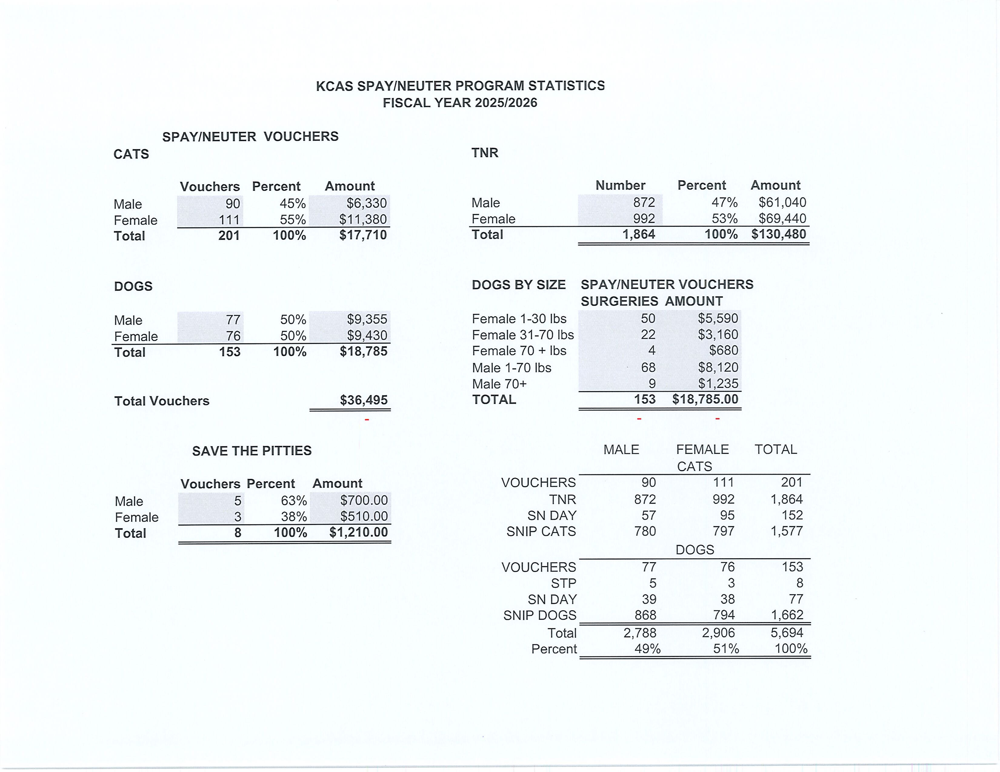 KCAS SPAY/NEUTER PROGRAM STATISTICS
FISCAL YEAR 2025/2026
SPAY/NEUTER VOUCHERS
CATS
Vouchers Percent Amount
Male 90 45% $6,330
Female 111 55% $11,380
Total 201 100% $17,710
TNR
Number Percent Amount
Male 872 47% $61,040
Female 992 53% $69,440
Total 1,864 100% $130,480
DOGS
Male 77 50% $9,355
Female 76 50% $9,430
Total 153 100% $18,785
Total Vouchers $36,495
-
DOGS BY SIZE SPAY/NEUTER VOUCHERS
SURGERIES AMOUNT
Female 1-30 lbs 50 $5,590
Female 31-70 lbs 22 $3,160
Female 70 + lbs 4 $680
Male 1-70 lbs 68 $8,120
Male 70+ 9 $1,235
TOTAL 153 $18,785.00
- -
SAVE THE PITTIES
Vouchers Percent Amount
Male 5 63% $700.00
Female 3 38% $510.00
Total 8 100% $1,210.00
MALE FEMALE TOTAL
CATS
VOUCHERS 90 111 201
TNR 872 992 1,864
SN DAY 57 95 152
SNIP CATS 780 797 1,577
DOGS
VOUCHERS 77 76 153
STP 5 3 8
SN DAY 39 38 77
SNIP DOGS 868 794 1,662
Total 2,788 2,906 5,694
Percent 49% 51% 100%